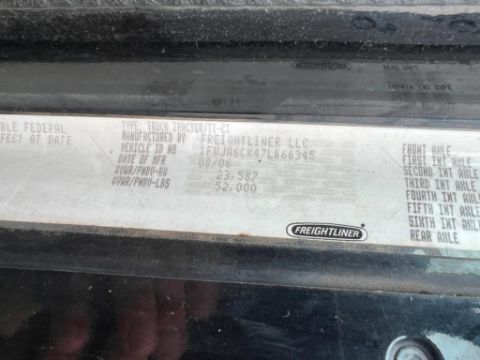 BLE FEDERAL
FFECT AT DATE
TYPE: TRUCK TRACTOR/TT-CT
MANUFACTURED BY FREIGHTLINER LLC
VEHICLE ID NO 1FUJA6CK47LW66345
DATE OF MFR 08/06
GVWR/PNBV-KG 23,587
GVWR/PNBV-LBS 52,000
FREIGHTLINER
FRONT AXLE
FIRST INT AXLE
SECOND INT AXLE
THIRD INT AXLE
FOURTH INT AXLE
FIFTH INT AXLE
SIXTH INT AXLE
REAR AXLE